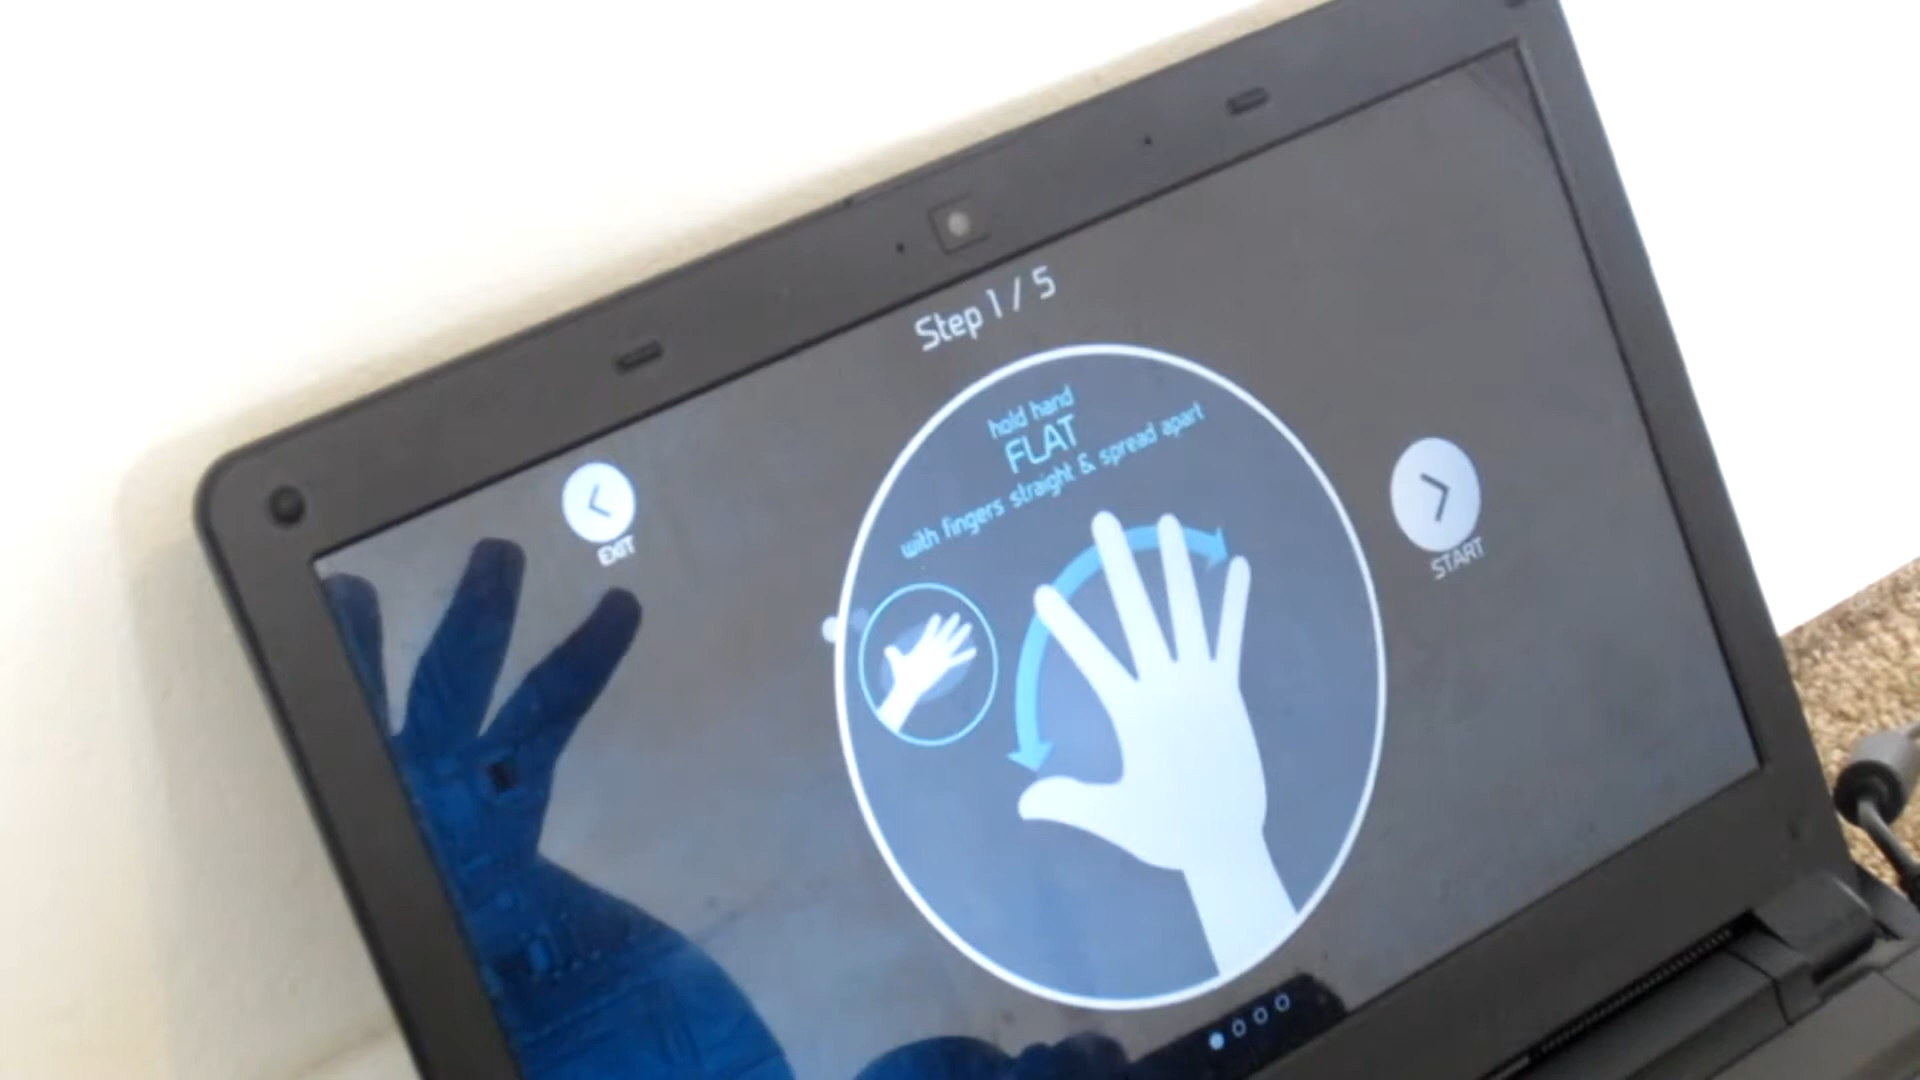 Step 1 / 5
hold hand
FLAT
with fingers straight & spread apart
EXIT
START